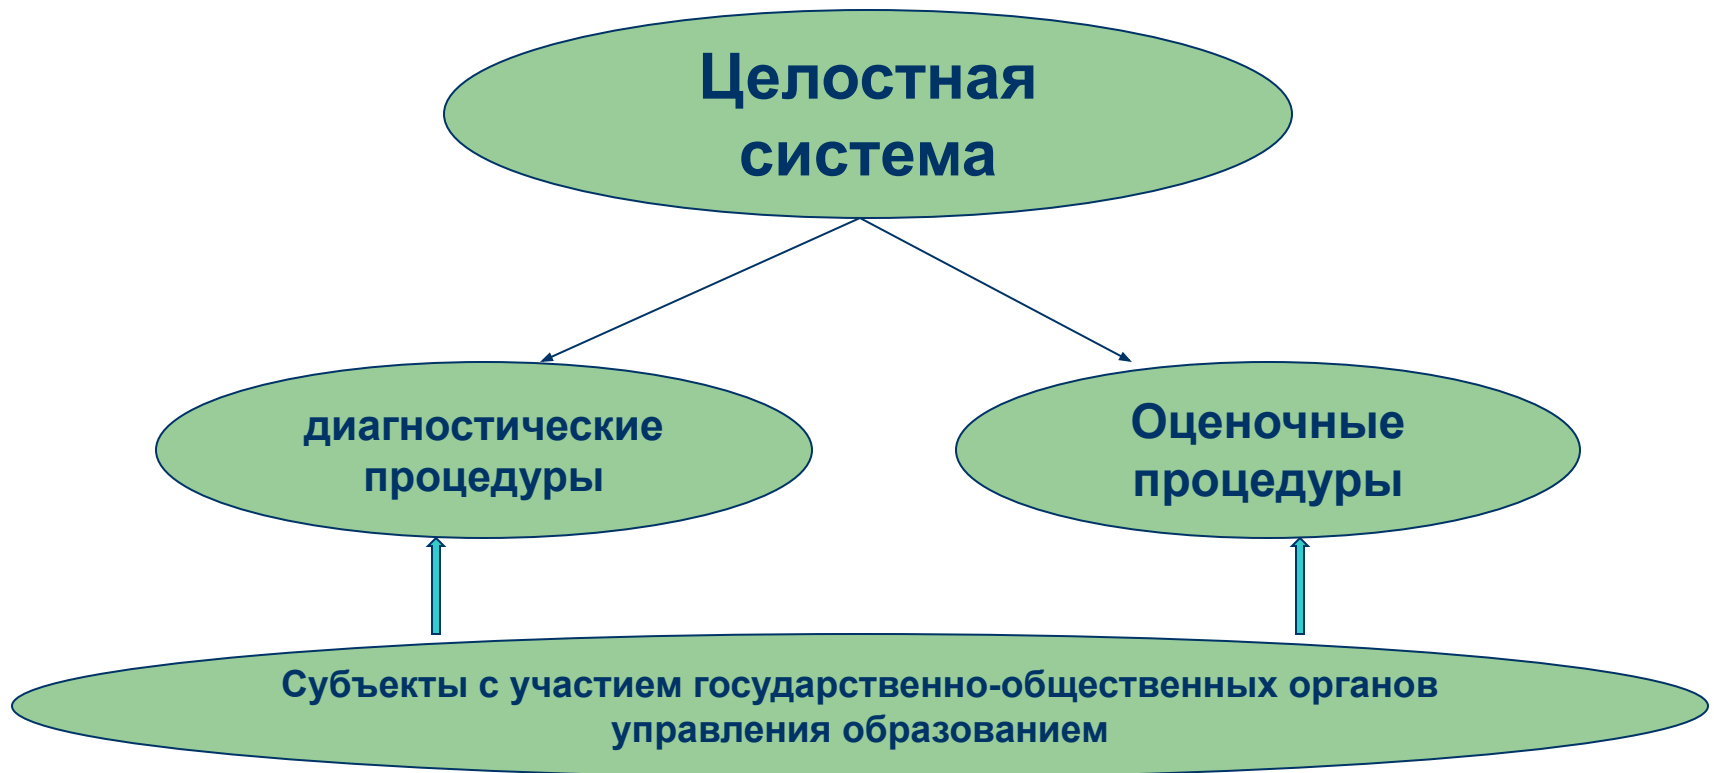 Целостная
система
диагностические
процедуры
Оценочные
процедуры
Субъекты с участием государственно-общественных органов
управления образованием